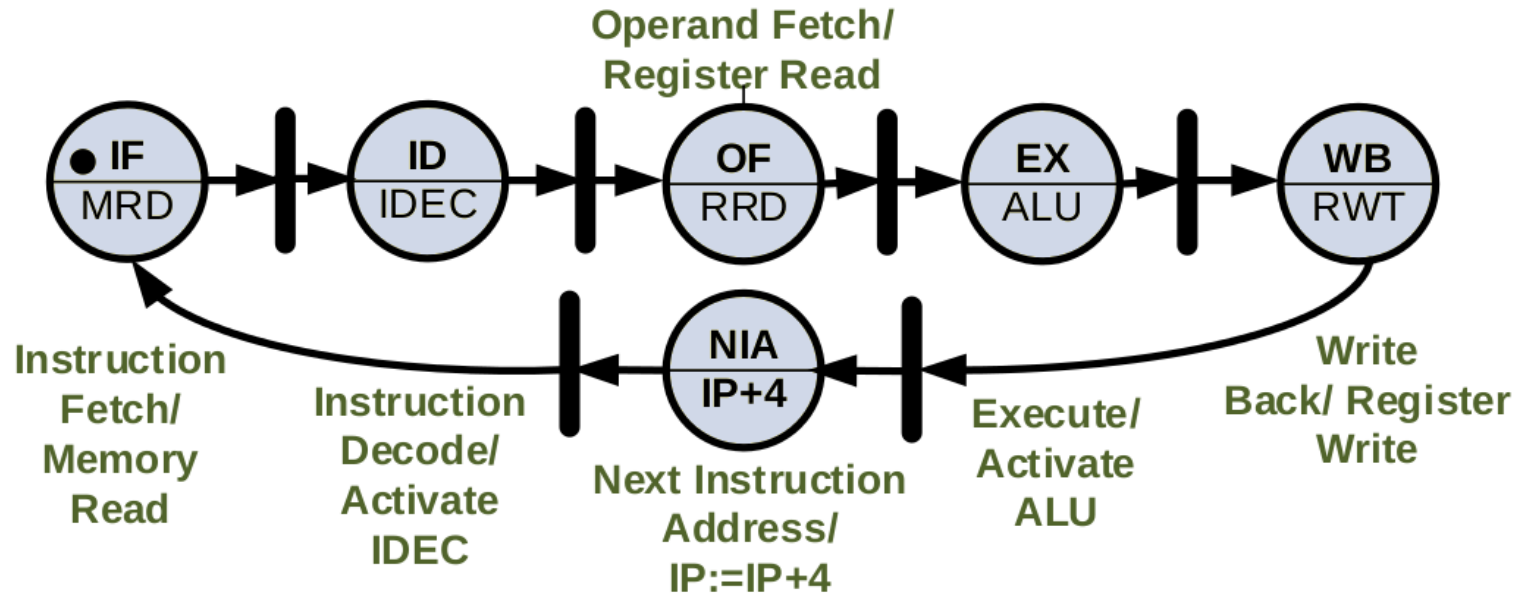 Operand Fetch/
Register Read
IF
MRD
ID
IDEC
OF
RRD
EX
ALU
WB
RWT
NIA
IP+4
Instruction
Fetch/
Memory
Read
Instruction
Decode/
Activate
IDEC
Next Instruction
Address/
IP:=IP+4
Execute/
Activate
ALU
Write
Back/ Register
Write